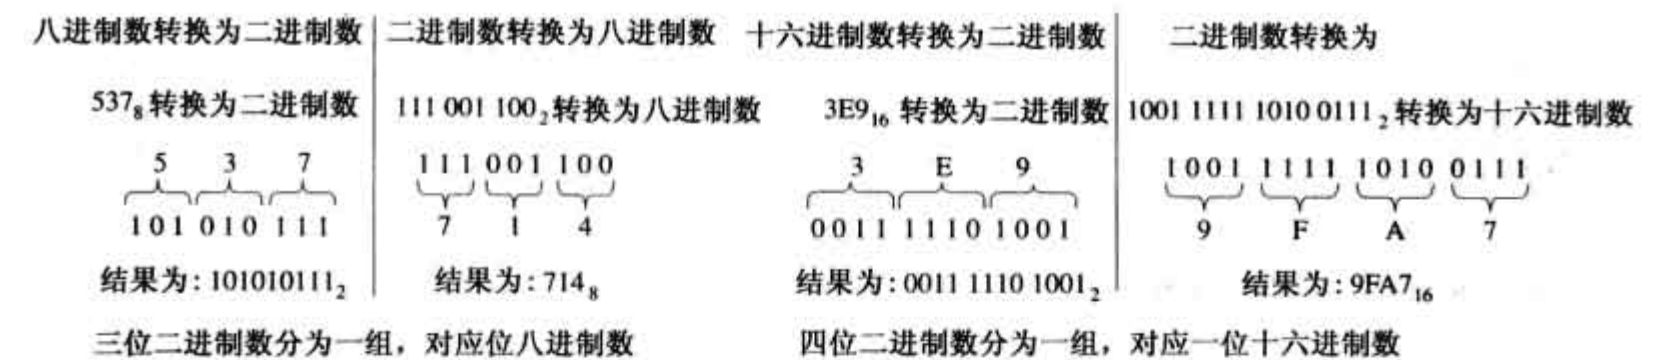 八进制数转换为二进制数
537₈转换为二进制数
5 3 7
101 010 111
结果为:101010111₂
二进制数转换为八进制数
111 001 100₂转换为八进制数
111 001 100
7 1 4
结果为:714₈
三位二进制数分为一组，对应位八进制数
十六进制数转换为二进制数
3E9₁₆ 转换为二进制数
3 E 9
0011 1110 1001
结果为:0011 1110 1001₂
二进制数转换为
1001 1111 1010 0111₂转换为十六进制数
1001 1111 1010 0111
9 F A 7
结果为:9FA7₁₆
四位二进制数分为一组，对应一位十六进制数